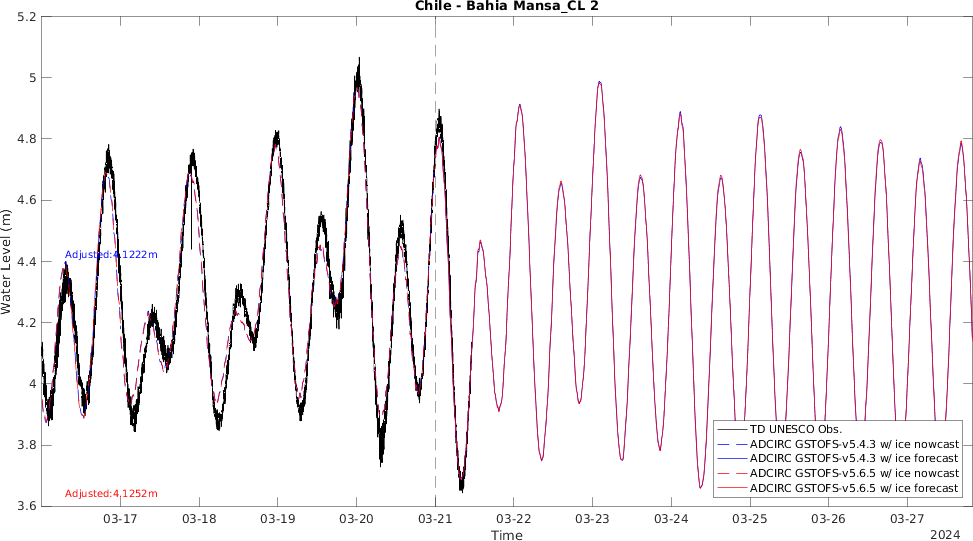 Chile - Bahia Mansa_CL 2
5.2
5
4.8
4.6
4.4
4.2
4
3.8
3.6
Water Level (m)
Adjusted:4.1222m
Adjusted:4.1252m
TD UNESCO Obs.
ADCIRC GSTOFS-v5.4.3 w/ ice nowcast
ADCIRC GSTOFS-v5.4.3 w/ ice forecast
ADCIRC GSTOFS-v5.6.5 w/ ice nowcast
ADCIRC GSTOFS-v5.6.5 w/ ice forecast
03-17 03-18 03-19 03-20 03-21 03-22 03-23 03-24 03-25 03-26 03-27
Time
2024